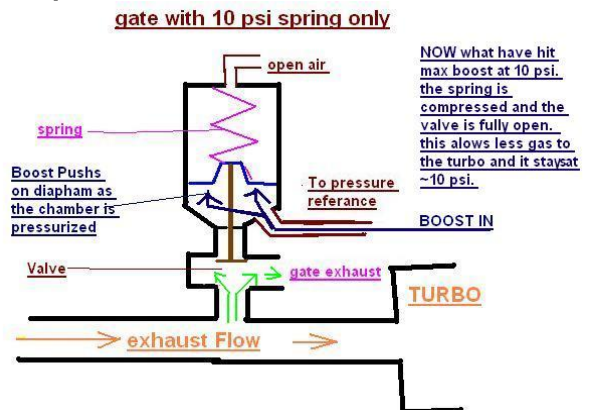 gate with 10 psi spring only
open air
NOW what have hit
max boost at 10 psi.
the spring is
compressed and the
valve is fully open.
this alows less gas to
the turbo and it staysat
~10 psi.
spring
Boost Pushs
on diapham as
the chamber is
pressurized
To pressure
referance
BOOST IN
Valve
gate exhaust
TURBO
exhaust Flow